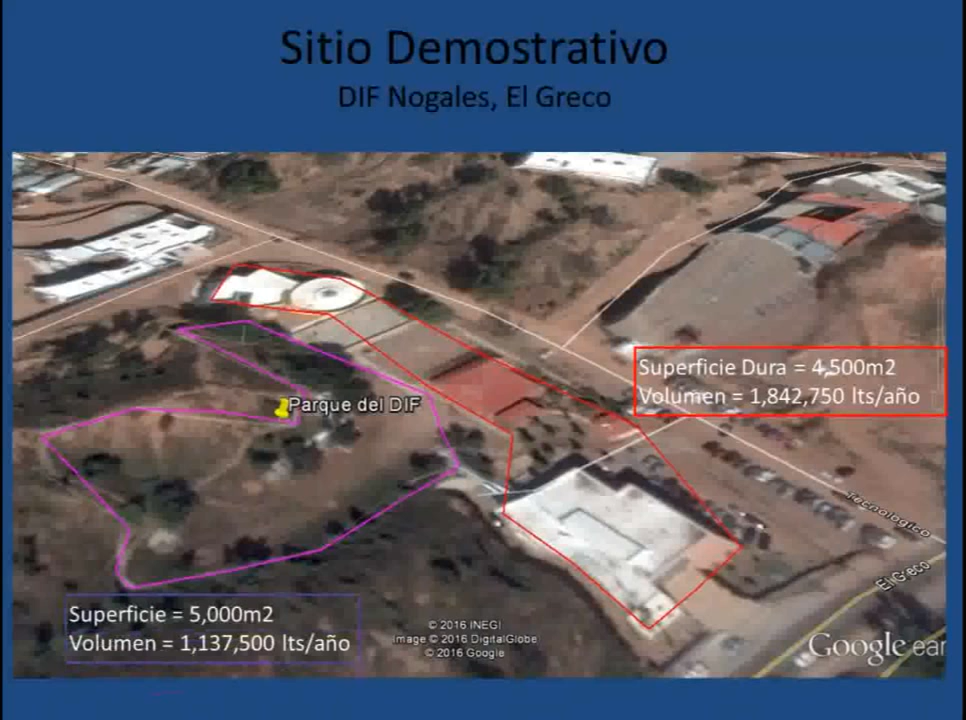 Sitio Demostrativo
DIF Nogales, El Greco
Superficie Dura = 4,500m2
Volumen = 1,842,750 lts/año
Parque del DIF
Tecnologico
El Greco
Superficie = 5,000m2
Volumen = 1,137,500 lts/año
© 2016 INEGI
Image © 2016 DigitalGlobe
© 2016 Google
Google ear